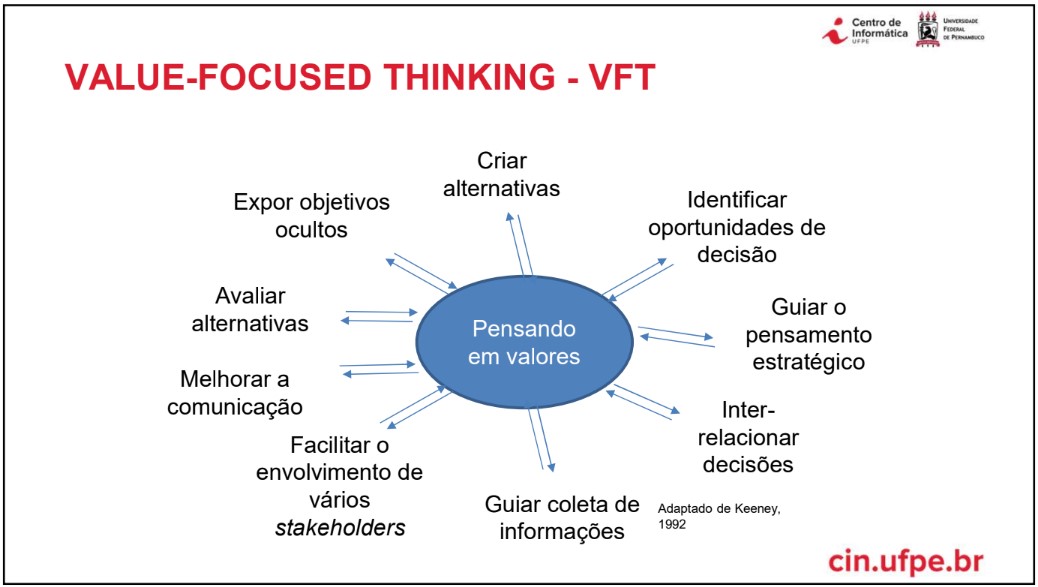 Centro de
Informática
UFPE
UNIVERSIDADE
FEDERAL
DE PERNAMBUCO
VALUE-FOCUSED THINKING - VFT
Criar
alternativas
Expor objetivos
ocultos
Identificar
oportunidades de
decisão
Avaliar
alternativas
Guiar o
pensamento
estratégico
Pensando
em valores
Melhorar a
comunicação
Inter-
relacionar
decisões
Facilitar o
envolvimento de
vários
stakeholders
Guiar coleta de
informações
Adaptado de Keeney,
1992
cin.ufpe.br